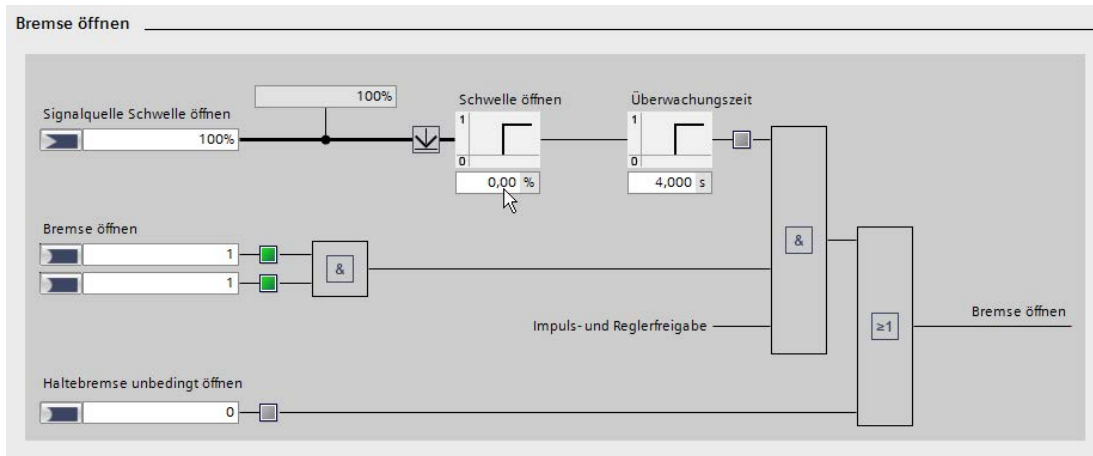 Bremse öffnen
100%
Signalquelle Schwelle öffnen
100%
Schwelle öffnen
1
0
0,00 %
Überwachungszeit
1
0
4,000 s
Bremse öffnen
1
1
&
&
Impuls- und Reglerfreigabe
≥1
Bremse öffnen
Haltebremse unbedingt öffnen
0